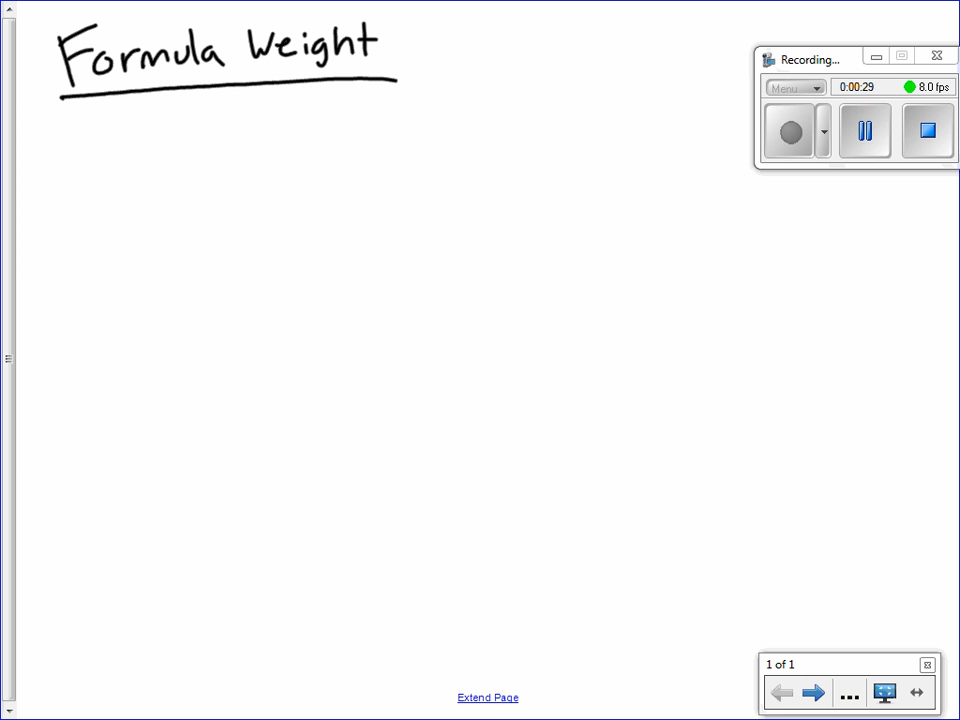 Formula Weight
Recording...
Menu
0:00:29
8.0 fps
1 of 1
...
Extend Page